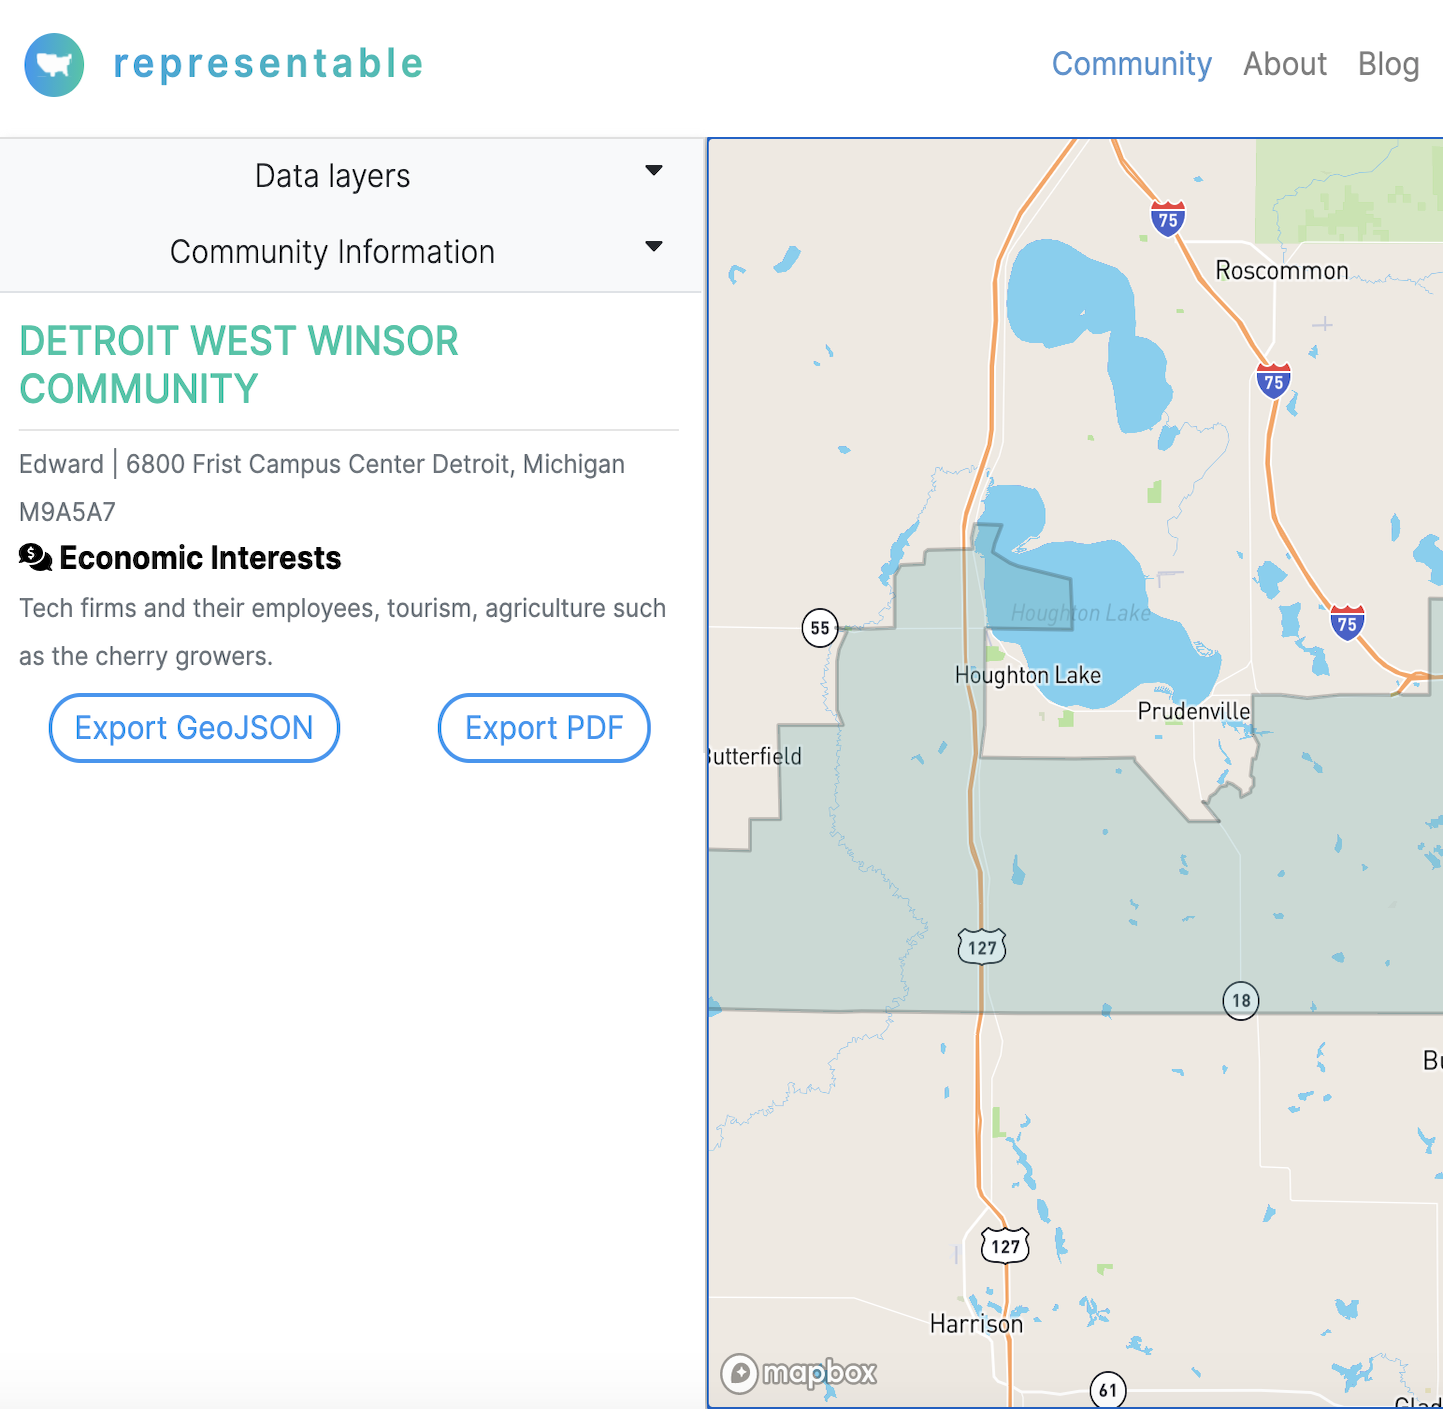 representable
Community About Blog
Data layers
Community Information
DETROIT WEST WINSOR
COMMUNITY
Edward | 6800 Frist Campus Center Detroit, Michigan
M9A5A7
Economic Interests
Tech firms and their employees, tourism, agriculture such
as the cherry growers.
Export GeoJSON Export PDF
75
Roscommon
75
Houghton Lake
55
75
Houghton Lake
Prudenville
Butterfield
127
18
127
Harrison
mapbox
61